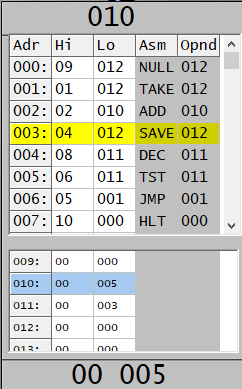 010
Adr Hi Lo Asm Opnd
000: 09 012 NULL 012
001: 01 012 TAKE 012
002: 02 010 ADD 010
003: 04 012 SAVE 012
004: 08 011 DEC 011
005: 06 011 TST 011
006: 05 001 JMP 001
007: 10 000 HLT 000
009: 00 000
010: 00 005
011: 00 003
012: 00 000
013: 00 000
00 005